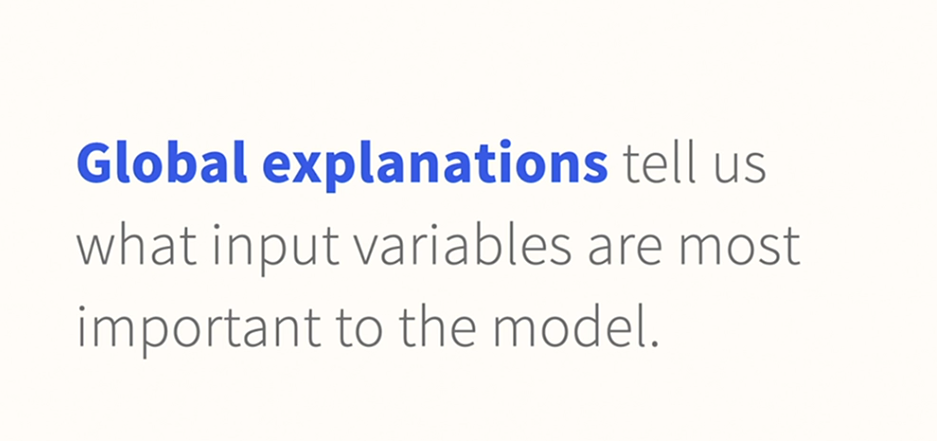 Global explanations tell us
what input variables are most
important to the model.